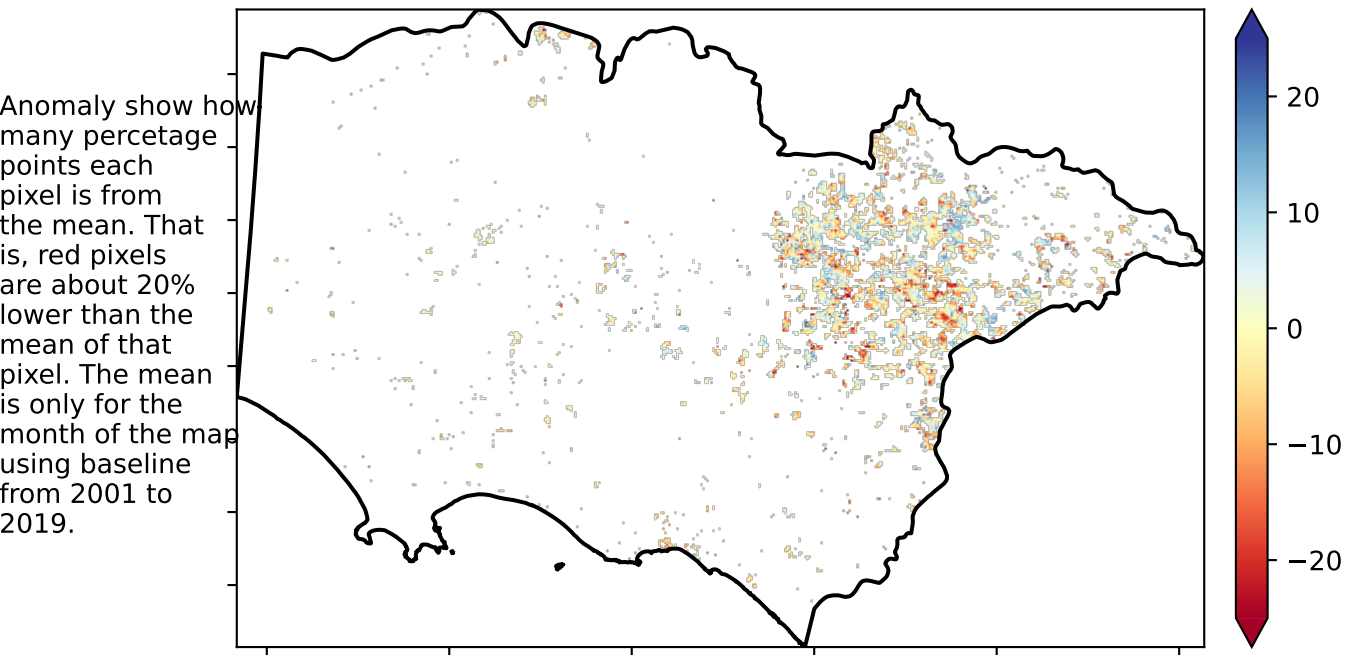 Anomaly show how
many percetage
points each
pixel is from
the mean. That
is, red pixels
are about 20%
lower than the
mean of that
pixel. The mean
is only for the
month of the map
using baseline
from 2001 to
2019.
20
10
0
−10
−20